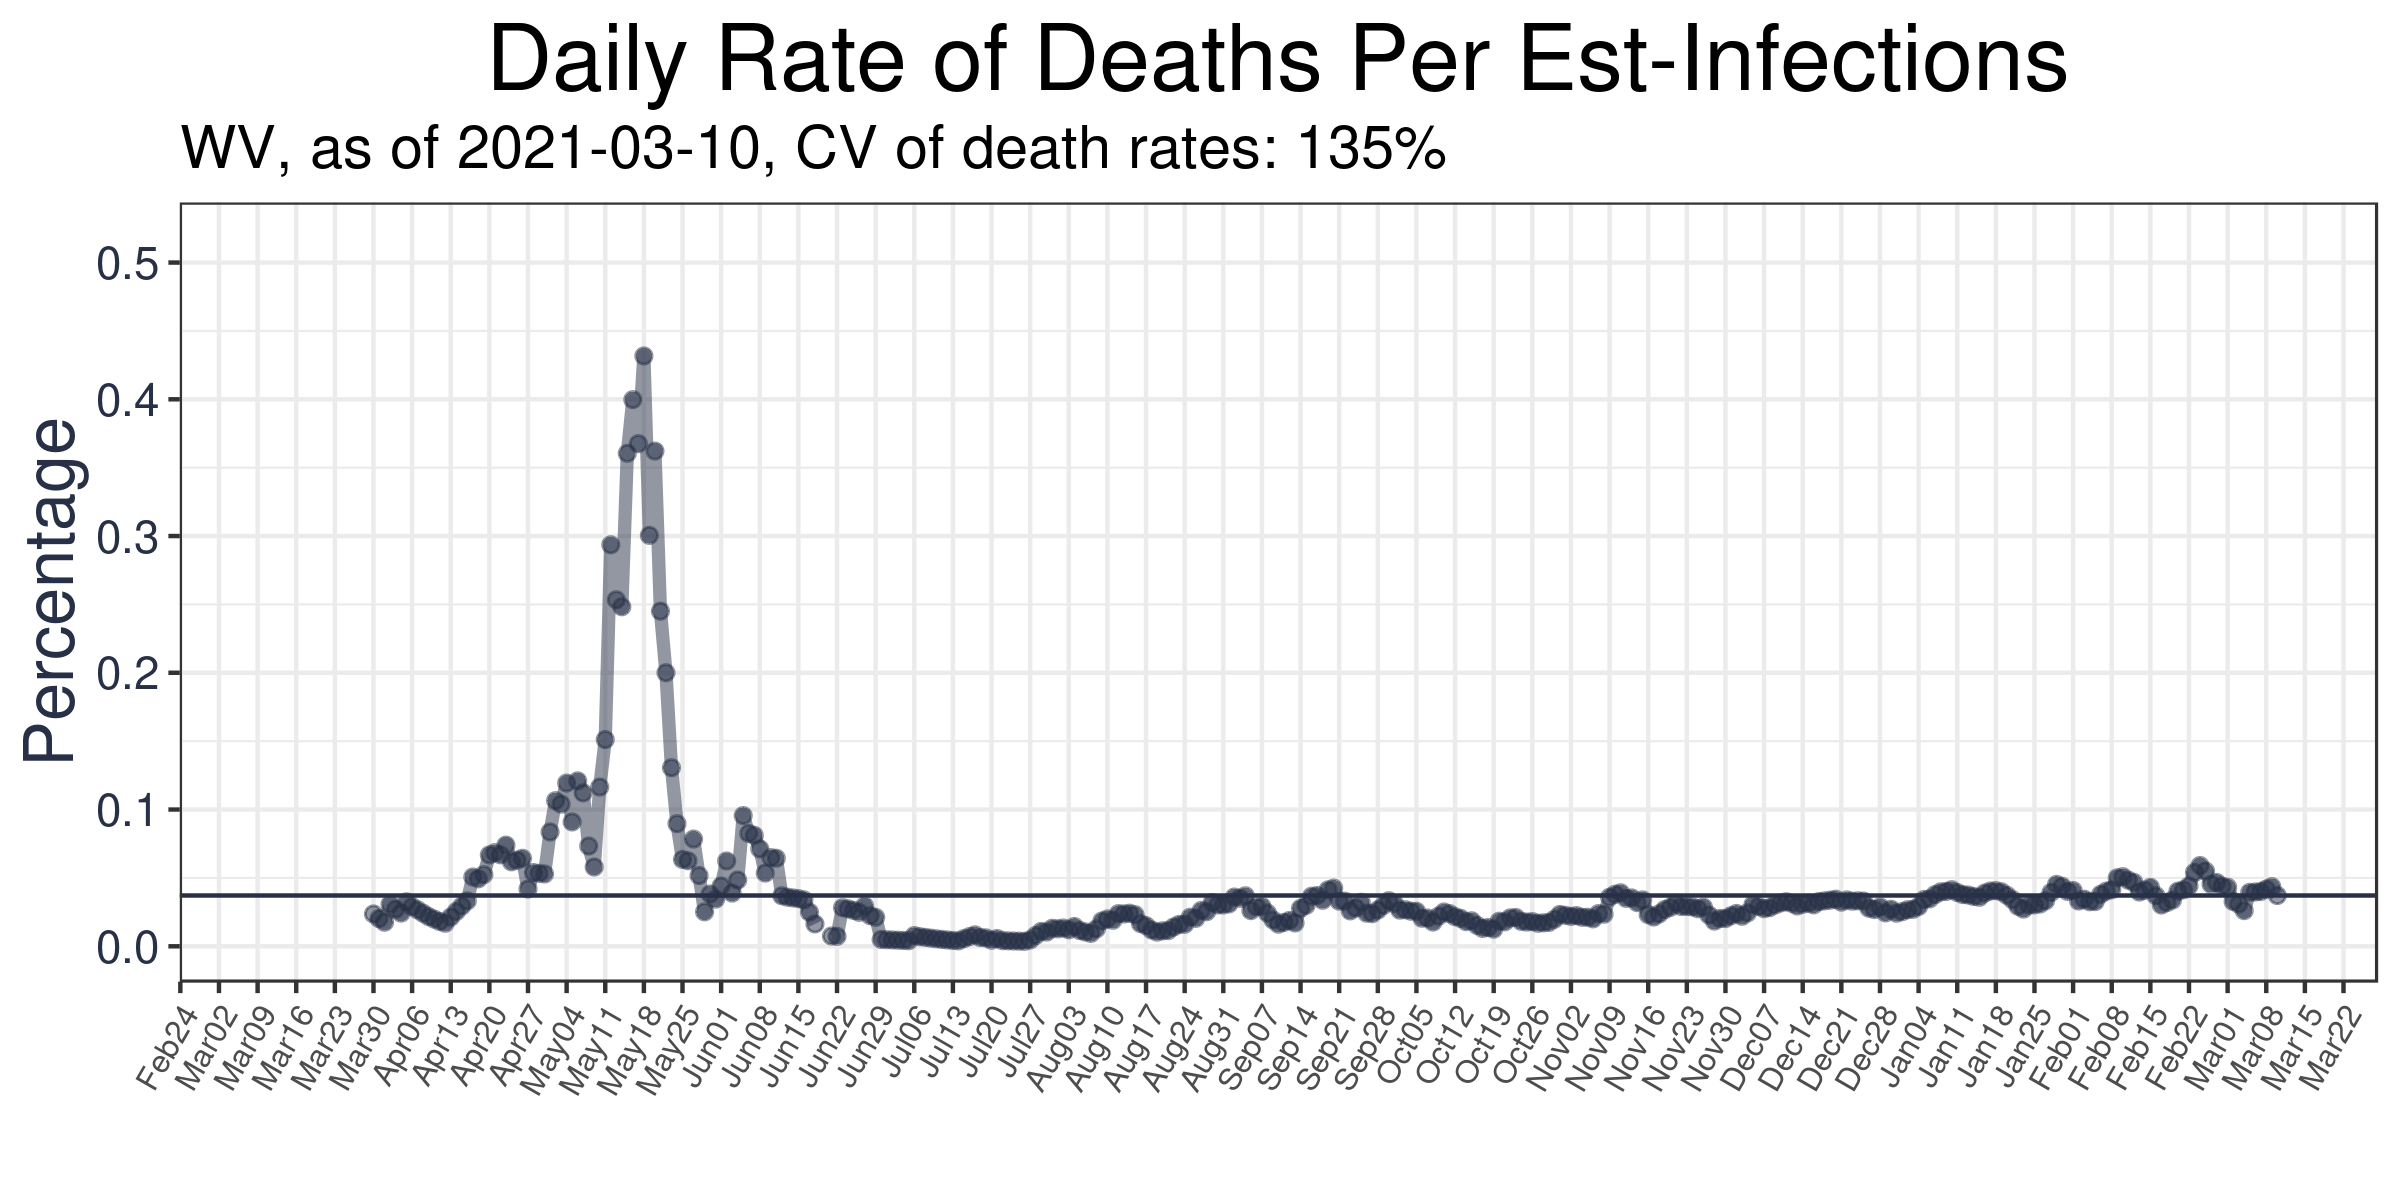 Daily Rate of Deaths Per Est-Infections
WV, as of 2021-03-10, CV of death rates: 135%
Percentage
0.5
0.4
0.3
0.2
0.1
0.0
Feb24 Mar02 Mar09 Mar16 Mar23 Mar30 Apr06 Apr13 Apr20 Apr27 May04 May11 May18 May25 Jun01 Jun08 Jun15 Jun22 Jun29 Jul06 Jul13 Jul20 Jul27 Aug03 Aug10 Aug17 Aug24 Aug31 Sep07 Sep14 Sep21 Sep28 Oct05 Oct12 Oct19 Oct26 Nov02 Nov09 Nov16 Nov23 Nov30 Dec07 Dec14 Dec21 Dec28 Jan04 Jan11 Jan18 Jan25 Feb01 Feb08 Feb15 Feb22 Mar01 Mar08 Mar15 Mar22